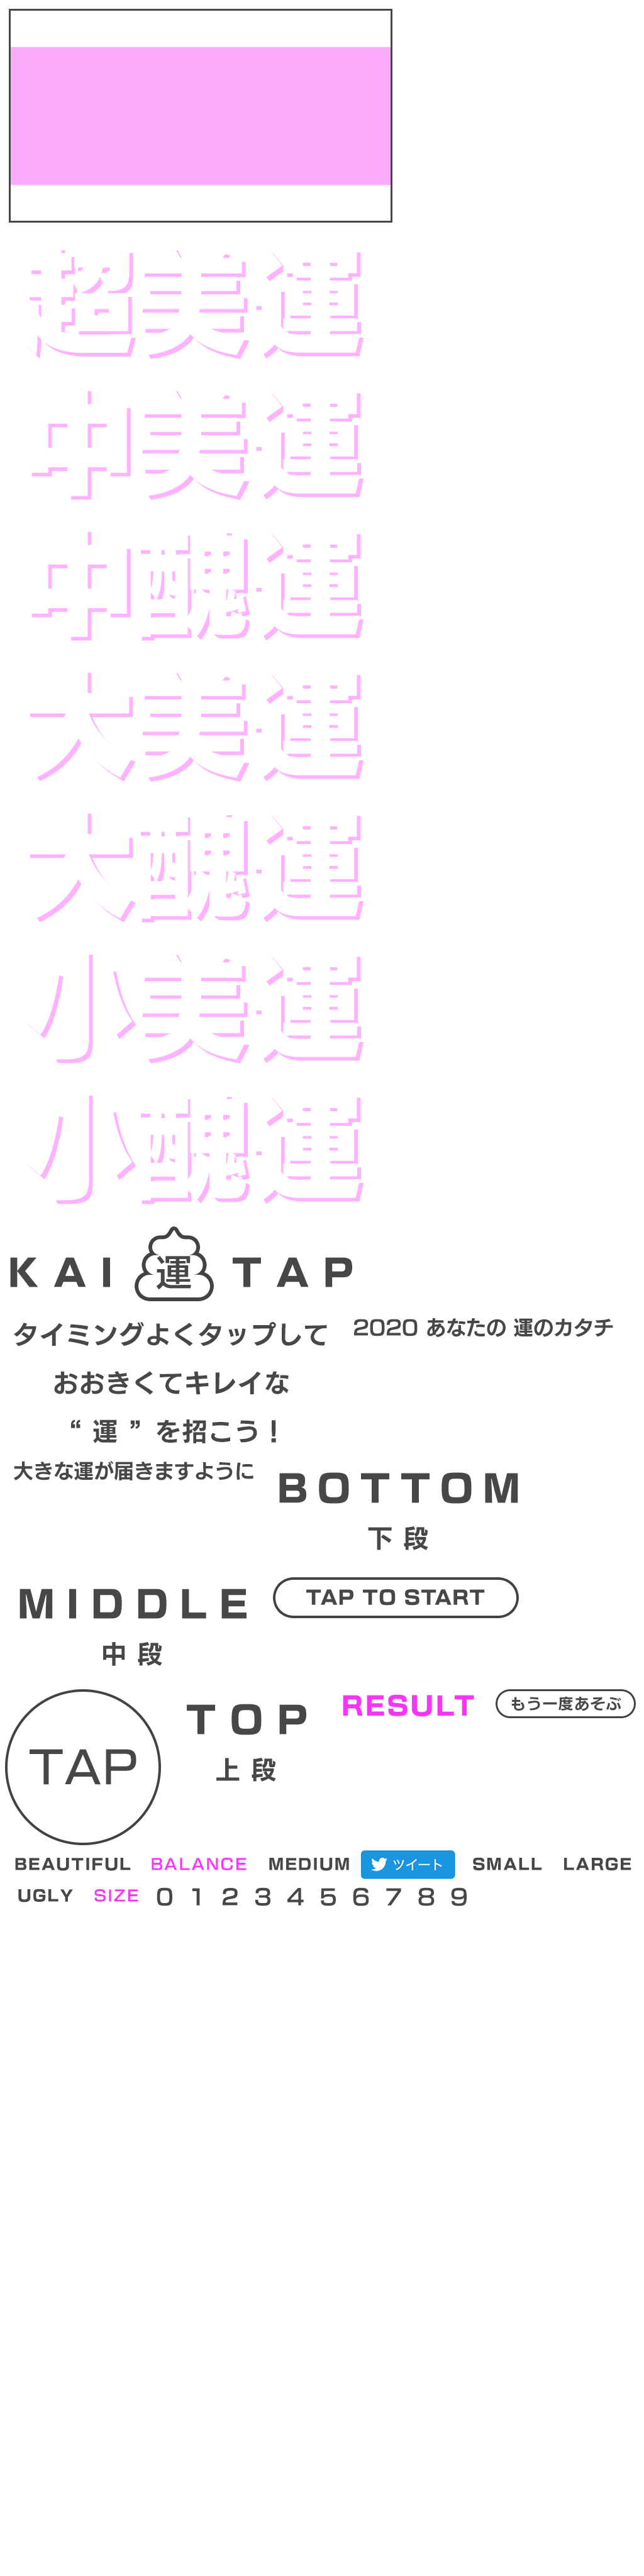 超美運
中美運
中醜運
大美運
大醜運
小美運
小醜運
KAI 運 TAP
タイミングよくタップして
おおきくてキレイな
“ 運 ” を招こう！
2020 あなたの 運のカタチ
大きな運が届きますように
BOTTOM
下段
MIDDLE
中段
TAP TO START
TAP
TOP
上段
RESULT
もう一度あそぶ
BEAUTIFUL
BALANCE
MEDIUM
ツイート
SMALL
LARGE
UGLY
SIZE
0 1 2 3 4 5 6 7 8 9